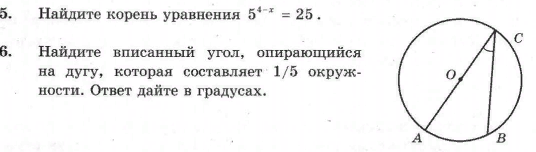 5. Найдите корень уравнения 5^{4-x} = 25.
6. Найдите вписанный угол, опирающийся
на дугу, которая составляет 1/5 окруж-
ности. Ответ дайте в градусах.
C
O
A
B